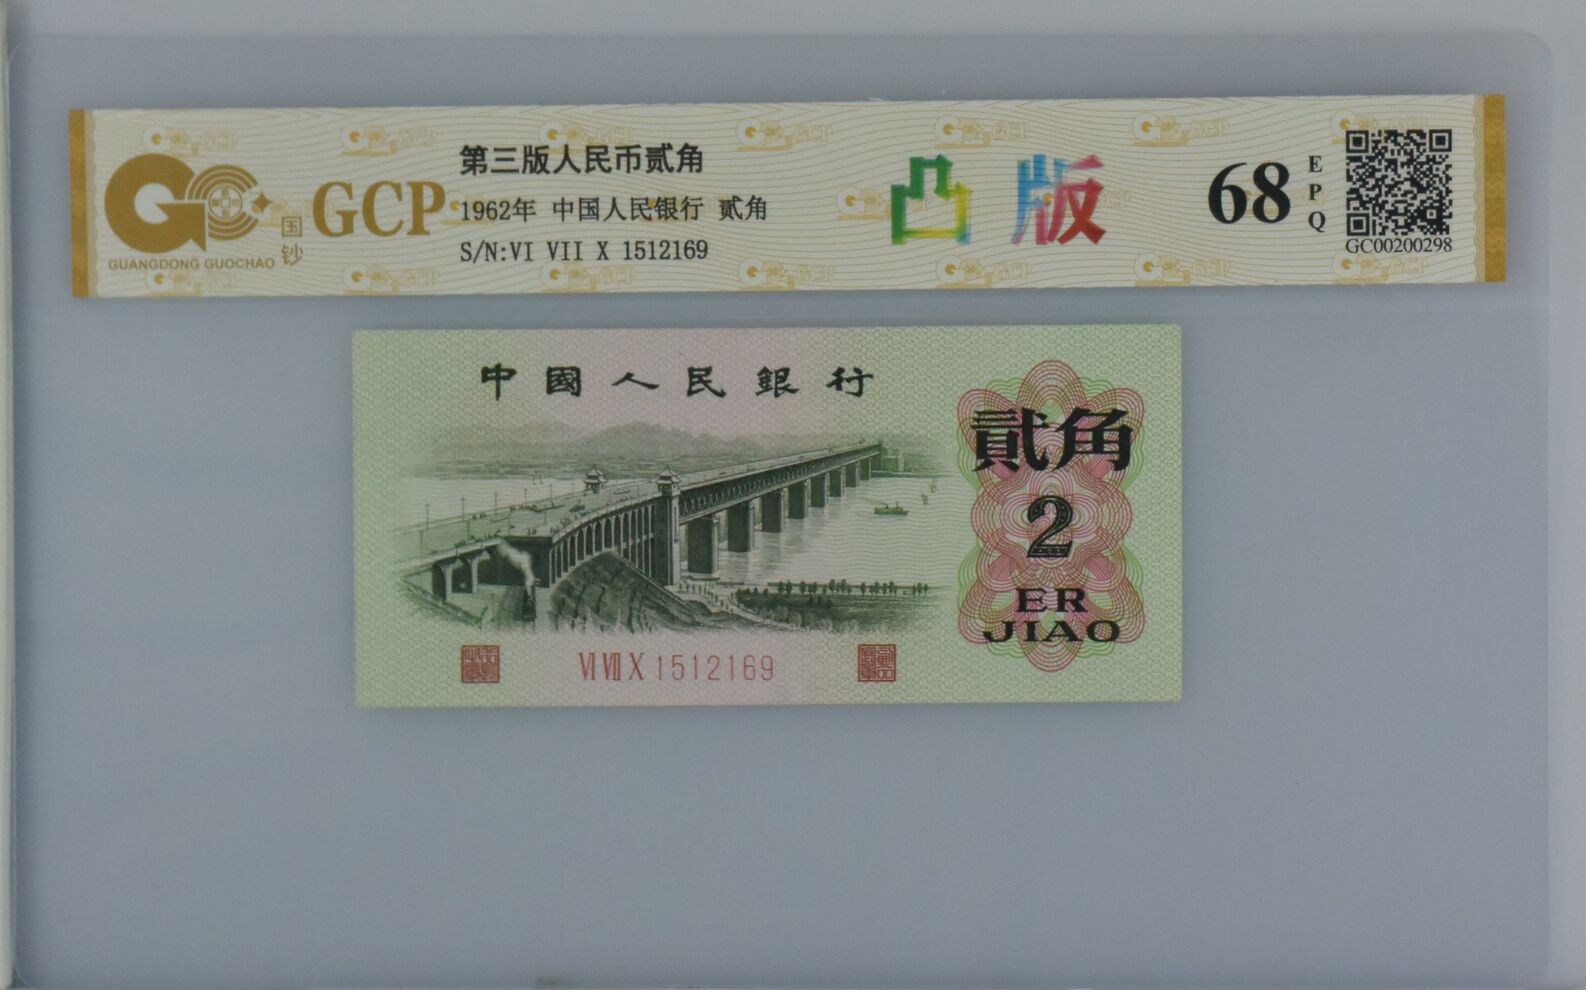 GCP
国钞
GUANGDONG GUOCHAO
第三版人民币贰角
1962年 中国人民银行 贰角
S/N:VI VII X 1512169
凸版
68
EPQ
GC00200298
中國人民銀行
貳角
2
ER
JIAO
VI VII X 1512169